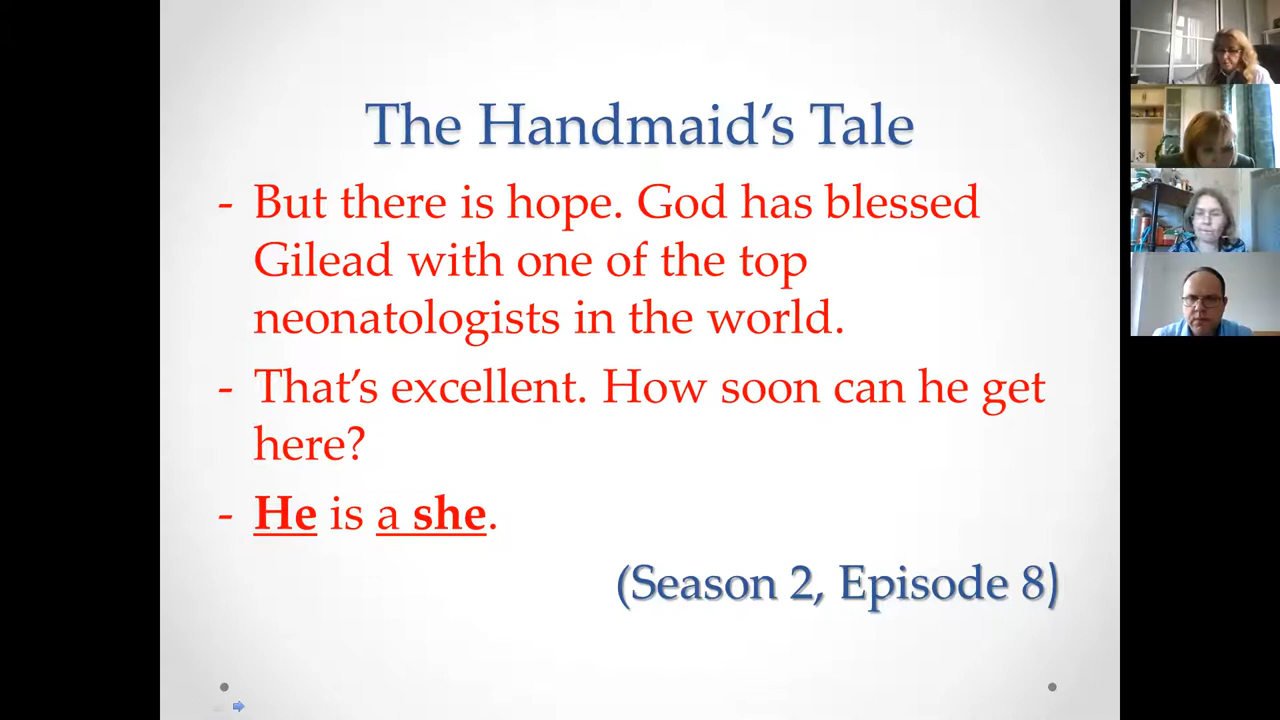 The Handmaid's Tale
- But there is hope. God has blessed
Gilead with one of the top
neonatologists in the world.
- That's excellent. How soon can he get
here?
- He is a she.
(Season 2, Episode 8)